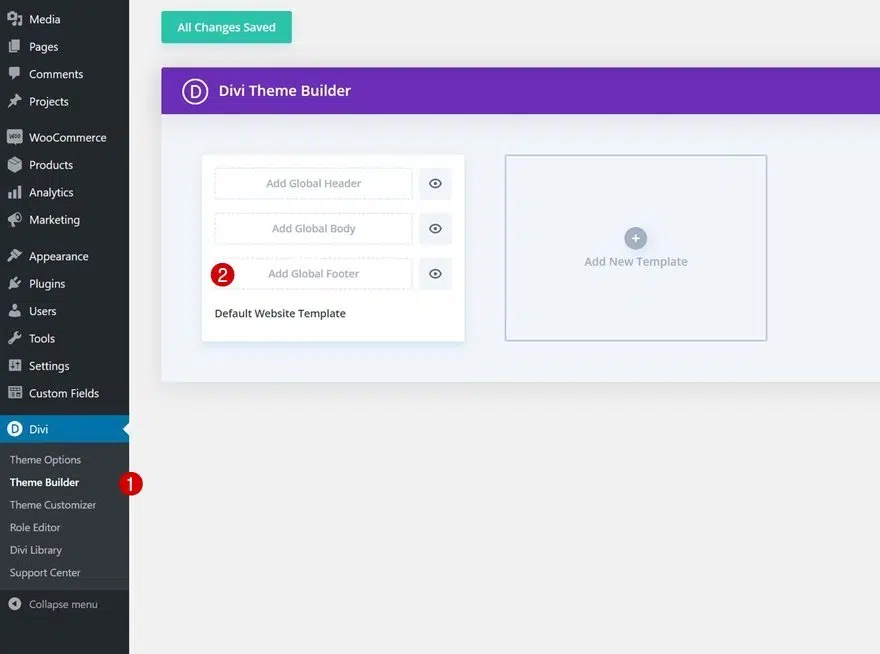 Media
Pages
Comments
Projects
WooCommerce
Products
Analytics
Marketing
Appearance
Plugins
Users
Tools
Settings
Custom Fields
D Divi
Theme Options
Theme Builder 1
Theme Customizer
Role Editor
Divi Library
Support Center
Collapse menu
All Changes Saved
D Divi Theme Builder
Add Global Header
Add Global Body
2 Add Global Footer
Default Website Template
+
Add New Template